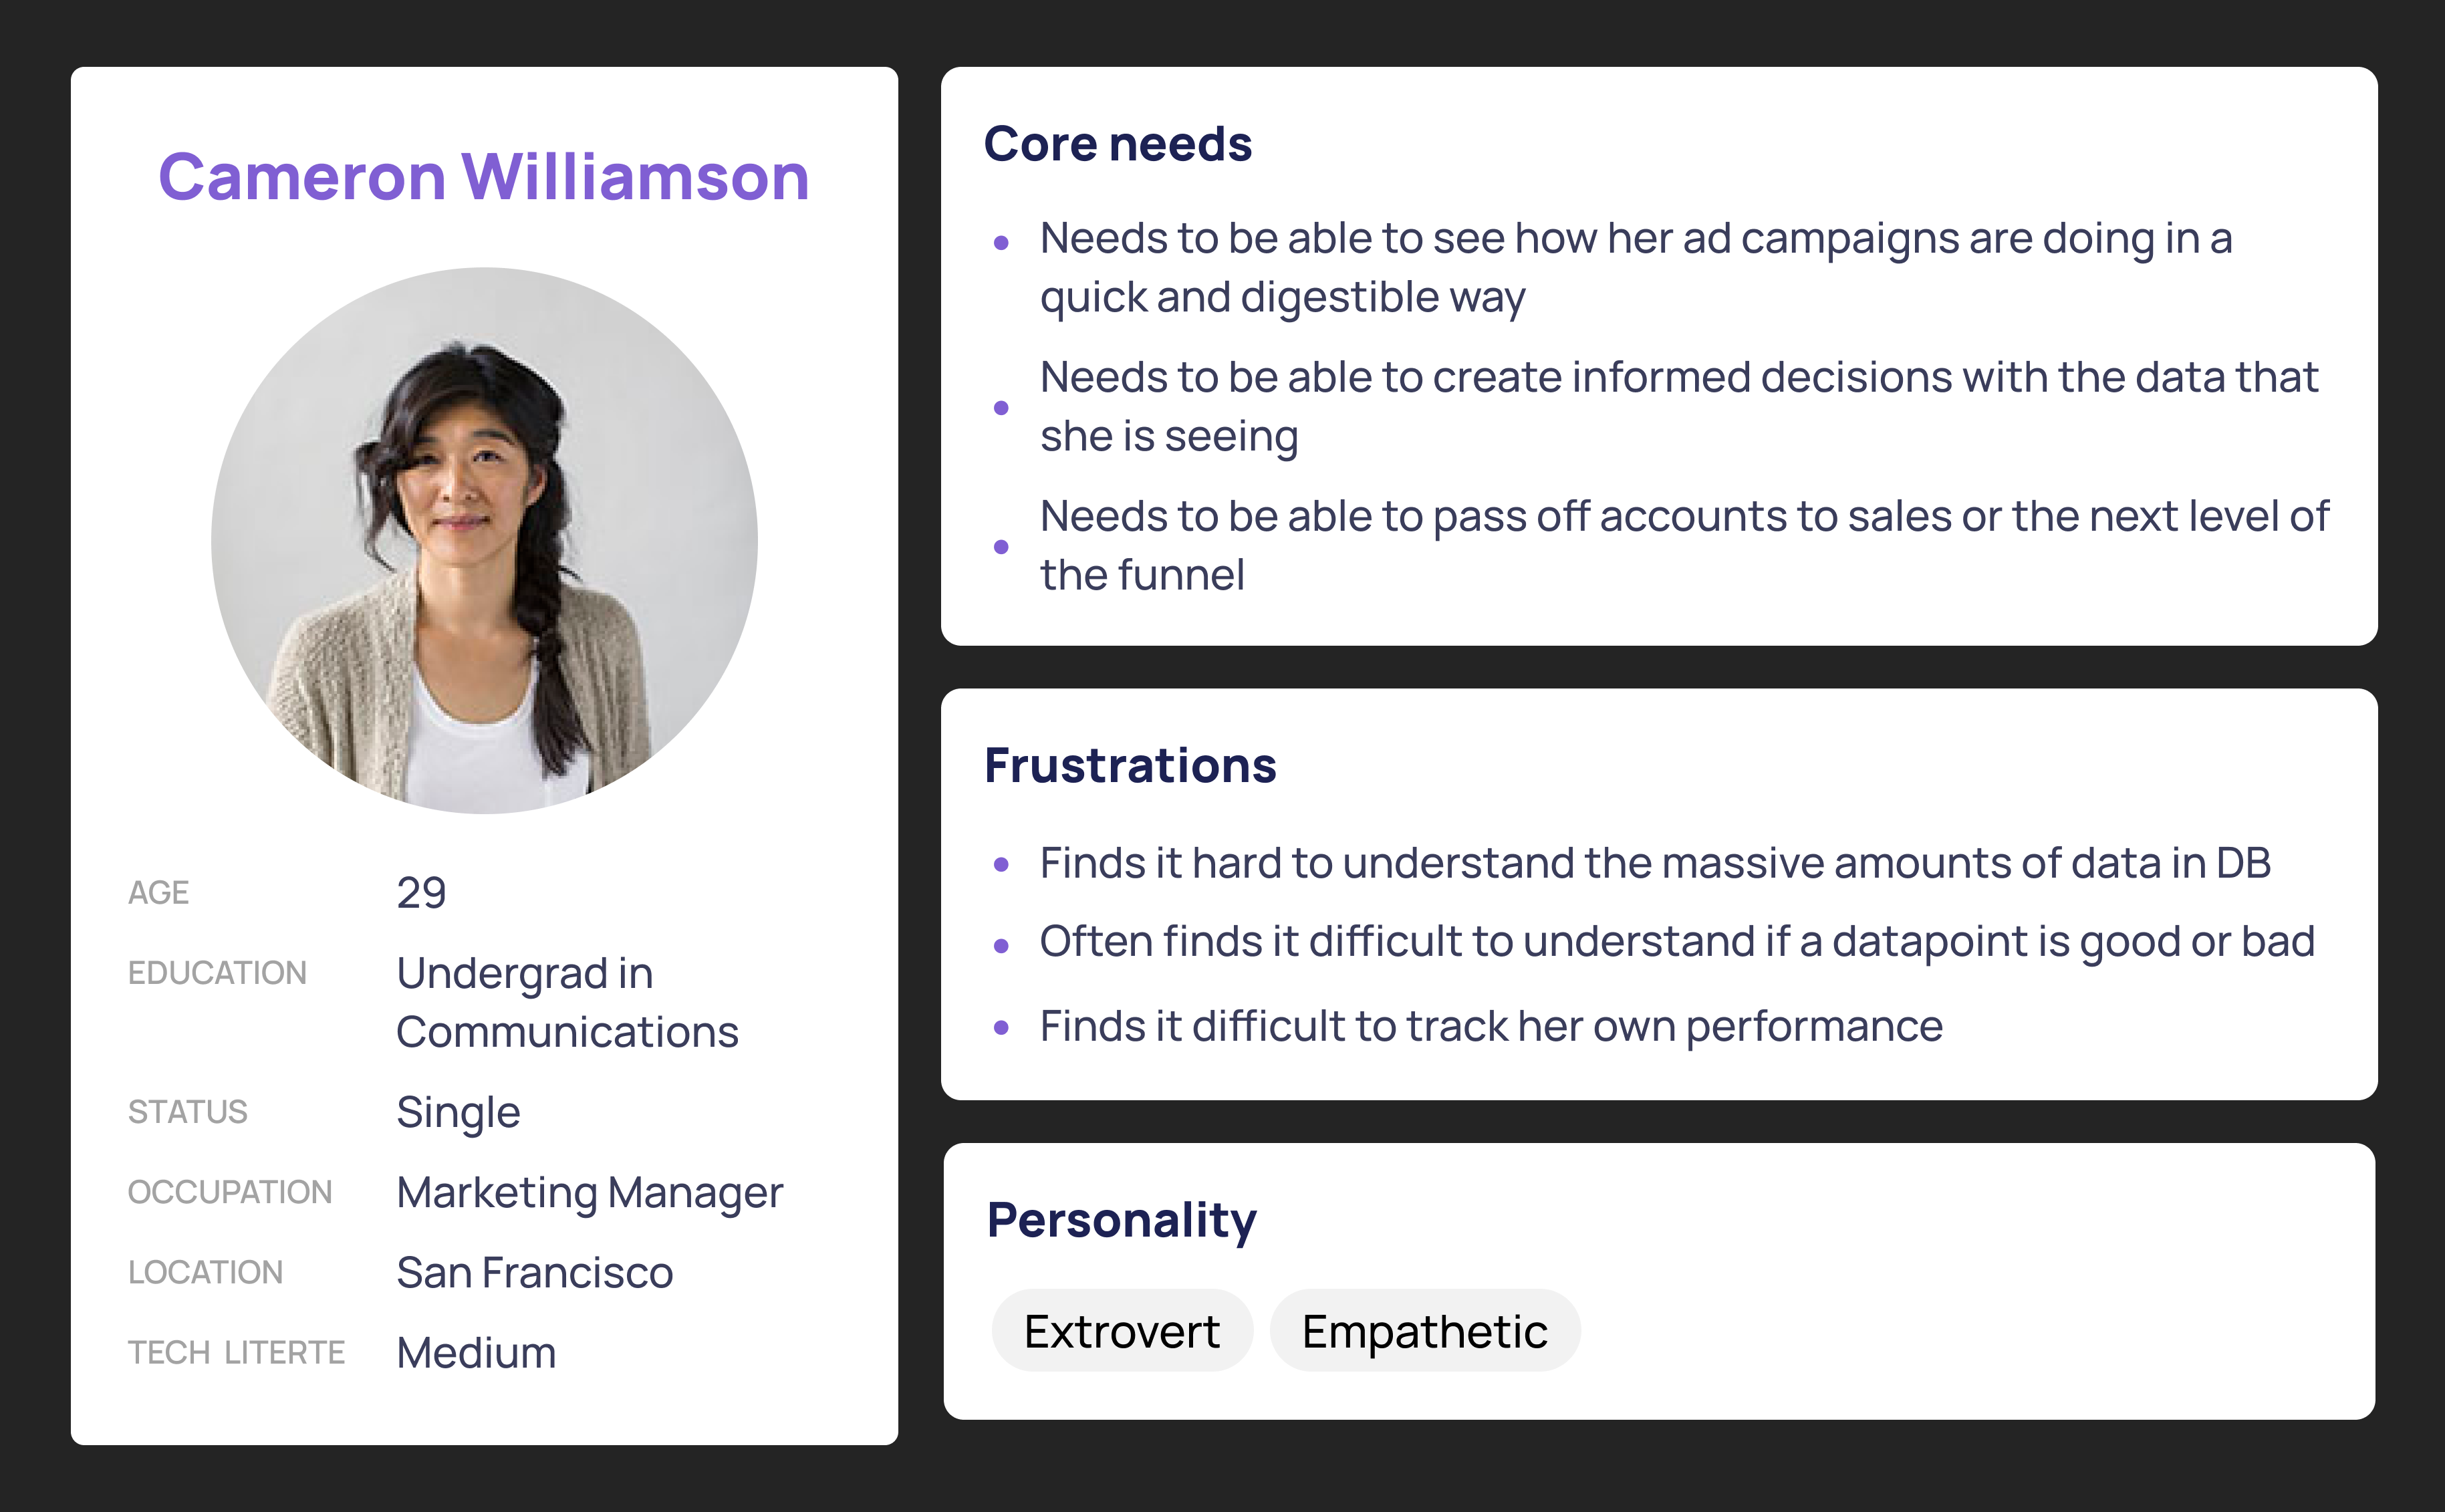 Cameron Williamson
AGE 29
EDUCATION Undergrad in
Communications
STATUS Single
OCCUPATION Marketing Manager
LOCATION San Francisco
TECH LITERTE Medium
Core needs
Needs to be able to see how her ad campaigns are doing in a
quick and digestible way
Needs to be able to create informed decisions with the data that
she is seeing
Needs to be able to pass off accounts to sales or the next level of
the funnel
Frustrations
Finds it hard to understand the massive amounts of data in DB
Often finds it difficult to understand if a datapoint is good or bad
Finds it difficult to track her own performance
Personality
Extrovert Empathetic